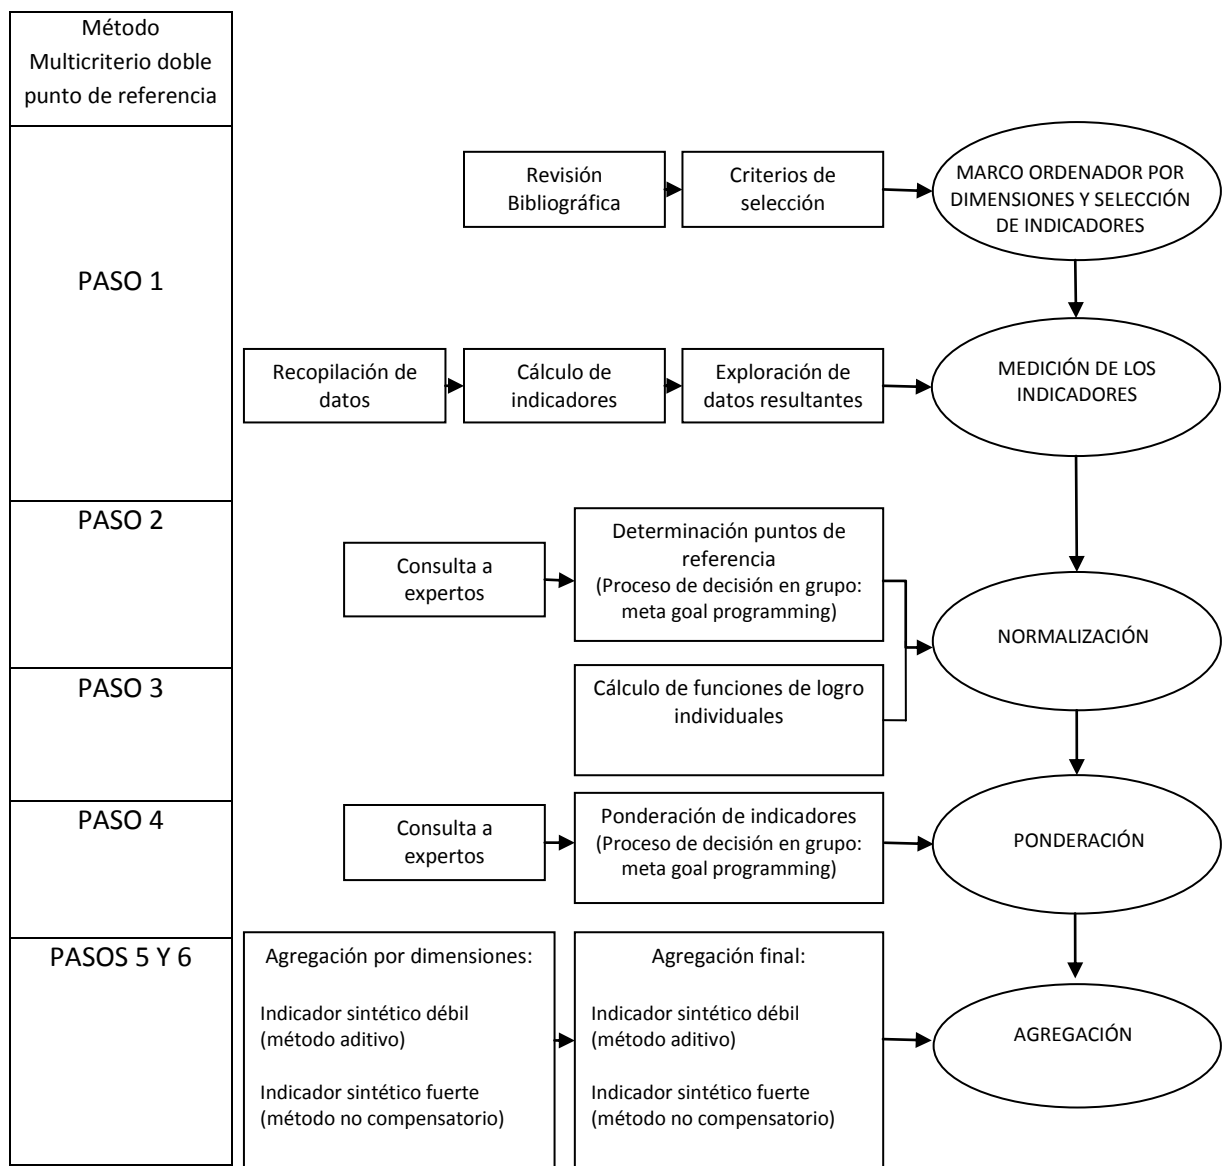 Método
Multicriterio doble
punto de referencia
PASO 1
Revisión
Bibliográfica
Criterios de
selección
MARCO ORDENADOR POR
DIMENSIONES Y SELECCIÓN
DE INDICADORES
Recopilación de
datos
Cálculo de
indicadores
Exploración de
datos resultantes
MEDICIÓN DE LOS
INDICADORES
PASO 2
Consulta a
expertos
Determinación puntos de
referencia
(Proceso de decisión en grupo:
meta goal programming)
NORMALIZACIÓN
PASO 3
Cálculo de funciones de logro
individuales
PASO 4
Consulta a
expertos
Ponderación de indicadores
(Proceso de decisión en grupo:
meta goal programming)
PONDERACIÓN
PASOS 5 Y 6
Agregación por dimensiones:
Indicador sintético débil
(método aditivo)
Indicador sintético fuerte
(método no compensatorio)
Agregación final:
Indicador sintético débil
(método aditivo)
Indicador sintético fuerte
(método no compensatorio)
AGREGACIÓN